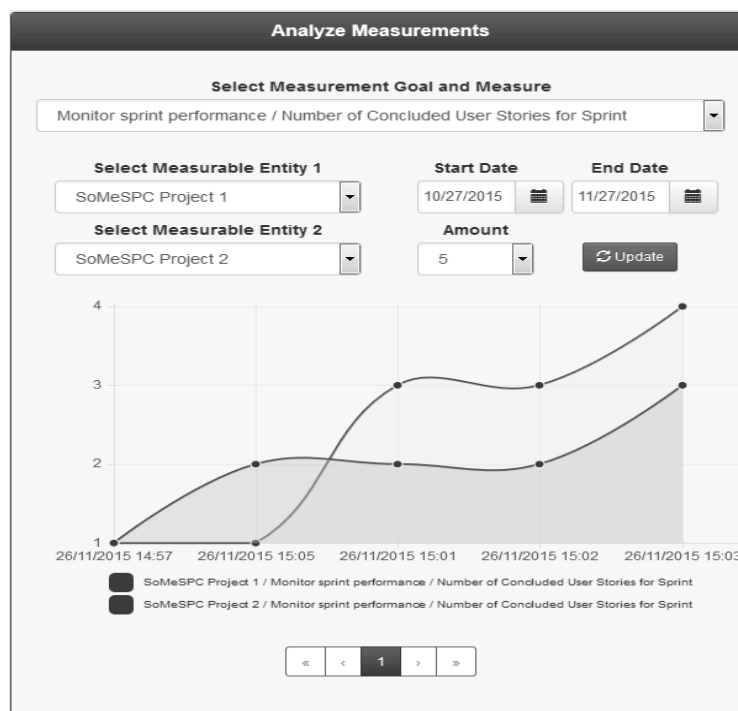 Analyze Measurements
Select Measurement Goal and Measure
Monitor sprint performance / Number of Concluded User Stories for Sprint
Select Measurable Entity 1
Start Date
End Date
SoMeSPC Project 1
10/27/2015
11/27/2015
Select Measurable Entity 2
Amount
SoMeSPC Project 2
5
Update
4
3
2
1
26/11/2015 14:57
26/11/2015 15:05
26/11/2015 15:01
26/11/2015 15:02
26/11/2015 15:03
SoMeSPC Project 1 / Monitor sprint performance / Number of Concluded User Stories for Sprint
SoMeSPC Project 2 / Monitor sprint performance / Number of Concluded User Stories for Sprint
« ‹ 1 › »